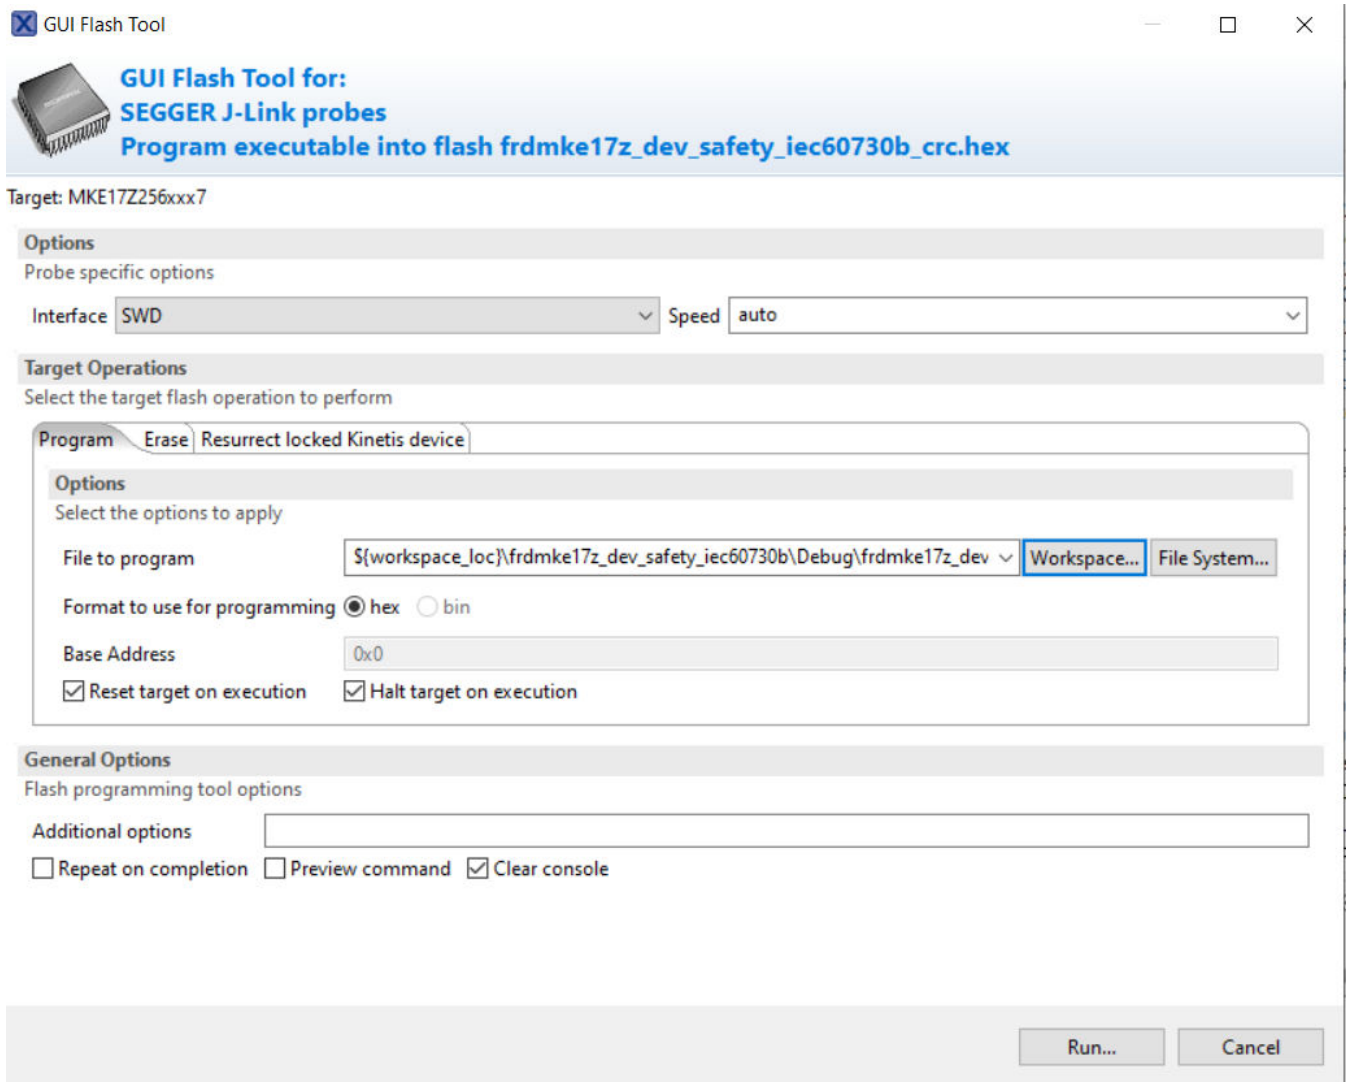 GUI Flash Tool
GUI Flash Tool for:
SEGGER J-Link probes
Program executable into flash frdmke17z_dev_safety_iec60730b_crc.hex
Target: MKE17Z256xxx7
Options
Probe specific options
Interface SWD Speed auto
Target Operations
Select the target flash operation to perform
Program Erase Resurrect locked Kinetis device
Options
Select the options to apply
File to program ${workspace_loc}\frdmke17z_dev_safety_iec60730b\Debug\frdmke17z_dev Workspace... File System...
Format to use for programming hex bin
Base Address 0x0
Reset target on execution Halt target on execution
General Options
Flash programming tool options
Additional options
Repeat on completion Preview command Clear console
Run... Cancel